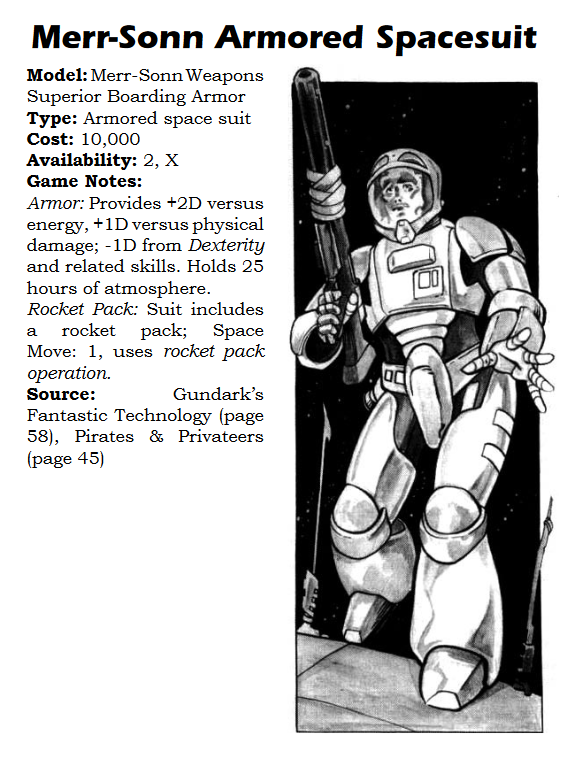 Merr-Sonn Armored Spacesuit
Model: Merr-Sonn Weapons
Superior Boarding Armor
Type: Armored space suit
Cost: 10,000
Availability: 2, X
Game Notes:
Armor: Provides +2D versus
energy, +1D versus physical
damage; -1D from Dexterity
and related skills. Holds 25
hours of atmosphere.
Rocket Pack: Suit includes
a rocket pack; Space
Move: 1, uses rocket pack
operation.
Source: Gundark’s
Fantastic Technology (page
58), Pirates & Privateers
(page 45)